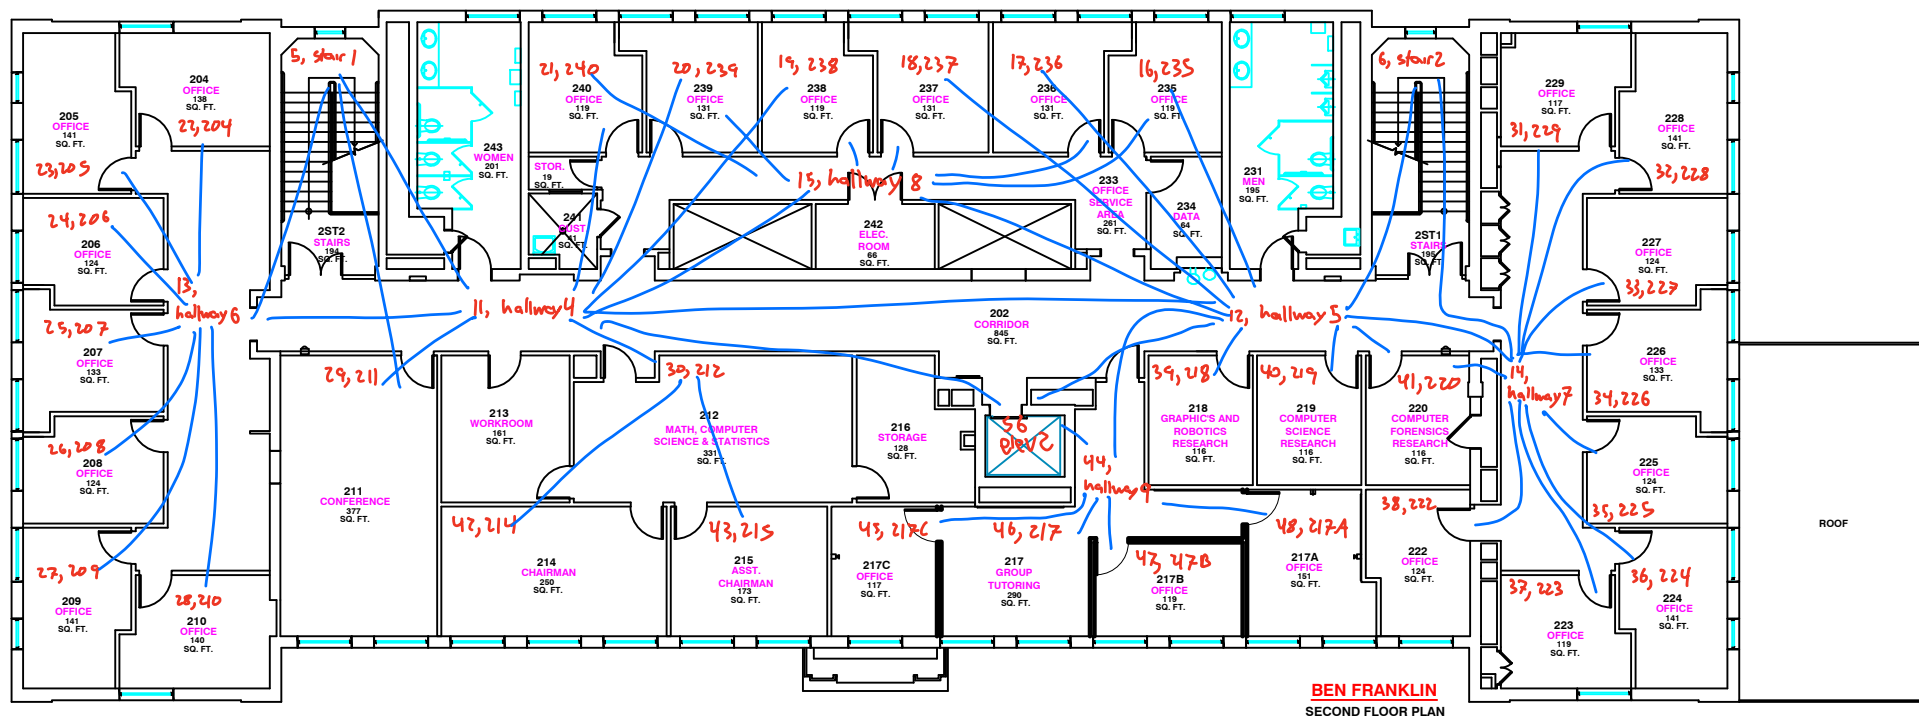 204
OFFICE
138
SQ. FT.
22,204
205
OFFICE
141
SQ. FT.
23,205
24,206
206
OFFICE
124
SQ. FT.
13,
hallway 6
25,207
207
OFFICE
133
SQ. FT.
26,208
208
OFFICE
124
SQ. FT.
27,209
209
OFFICE
141
SQ. FT.
28,210
210
OFFICE
140
SQ. FT.
5, stair 1
2ST2
STAIRS
194
SQ. FT.
243
WOMEN
201
SQ. FT.
21, 240
240
OFFICE
119
SQ. FT.
STOR.
19
SQ. FT.
241
CUST.
SQ. FT.
20, 239
239
OFFICE
131
SQ. FT.
19, 238
238
OFFICE
119
SQ. FT.
18,237
237
OFFICE
131
SQ. FT.
17,236
236
OFFICE
131
SQ. FT.
16,235
235
OFFICE
119
SQ. FT.
15, hallway 8
242
ELEC.
ROOM
66
SQ. FT.
233
OFFICE
SERVICE
AREA
261
SQ. FT.
234
DATA
64
SQ. FT.
231
MEN
195
SQ. FT.
6, stair2
2ST1
STAIRS
195
SQ. FT.
11, hallway 4
202
CORRIDOR
845
SQ. FT.
12, hallway 5
29,211
211
CONFERENCE
377
SQ. FT.
213
WORKROOM
161
SQ. FT.
30,212
212
MATH, COMPUTER
SCIENCE & STATISTICS
331
SQ. FT.
216
STORAGE
128
SQ. FT.
56
elev2
44,
hallway 9
39,218
218
GRAPHIC'S AND
ROBOTICS
RESEARCH
116
SQ. FT.
40,219
219
COMPUTER
SCIENCE
RESEARCH
116
SQ. FT.
41,220
220
COMPUTER
FORENSICS
RESEARCH
116
SQ. FT.
42,214
214
CHAIRMAN
250
SQ. FT.
43,215
215
ASST.
CHAIRMAN
173
SQ. FT.
45,217C
217C
OFFICE
117
SQ. FT.
46,217
217
GROUP
TUTORING
290
SQ. FT.
47,47B
217B
OFFICE
119
SQ. FT.
48,217A
217A
OFFICE
151
SQ. FT.
38,222
222
OFFICE
124
SQ. FT.
229
OFFICE
117
SQ. FT.
31,229
228
OFFICE
141
SQ. FT.
32,228
227
OFFICE
124
SQ. FT.
33,227
226
OFFICE
133
SQ. FT.
34,226
14,
hallway7
225
OFFICE
124
SQ. FT.
35,225
36,224
224
OFFICE
141
SQ. FT.
37,223
223
OFFICE
119
SQ. FT.
ROOF
BEN FRANKLIN
SECOND FLOOR PLAN